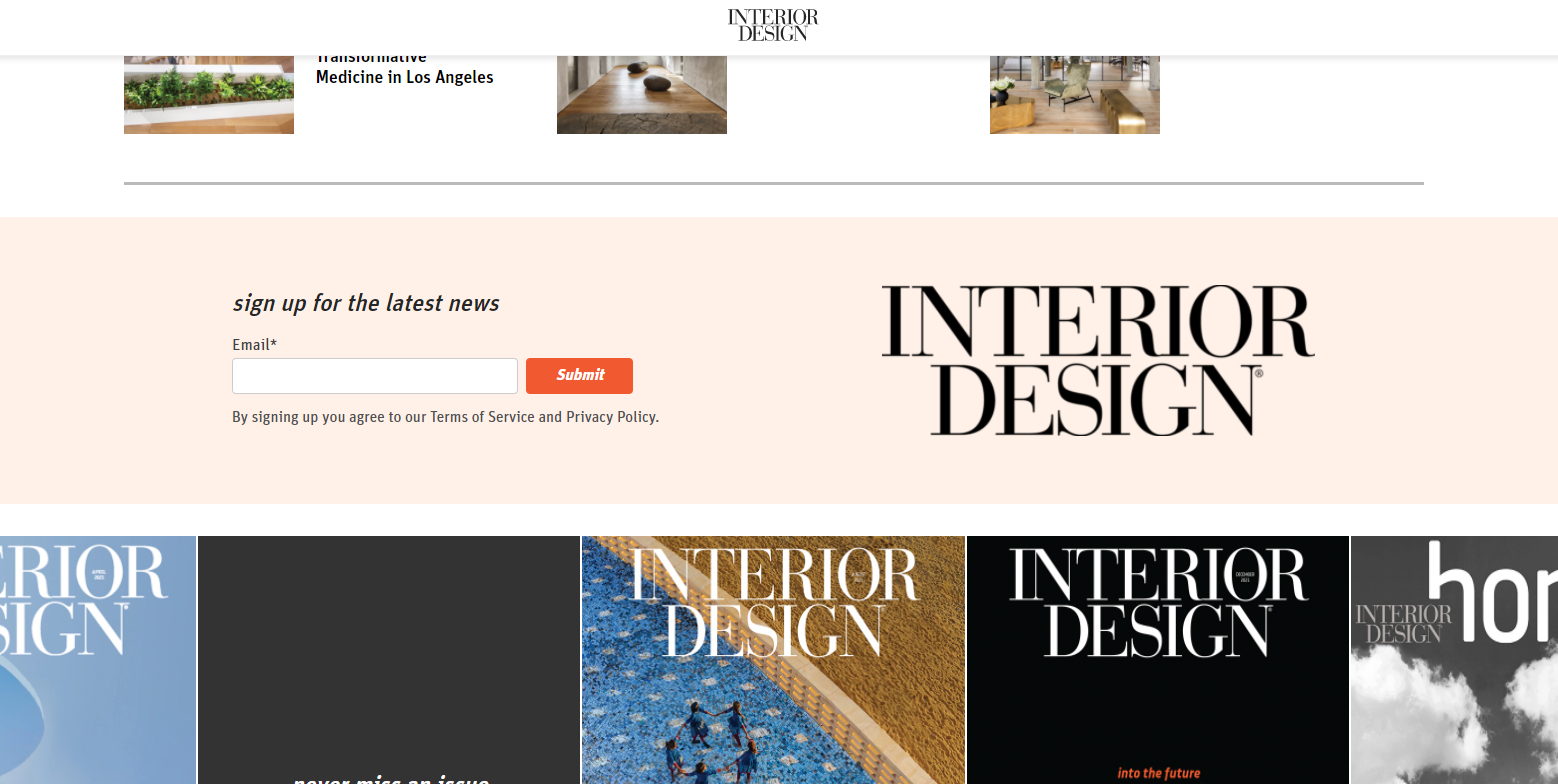 INTERIOR
DESIGN
Transformative
Medicine in Los Angeles
sign up for the latest news
Email*
Submit
By signing up you agree to our Terms of Service and Privacy Policy.
INTERIOR
DESIGN®
ERIOR
SIGN
never miss an issue
INTERIOR
DESIGN
INTERIOR
DECEMBER
DESIGN
into the future
hor
INTERIOR
DESIGN